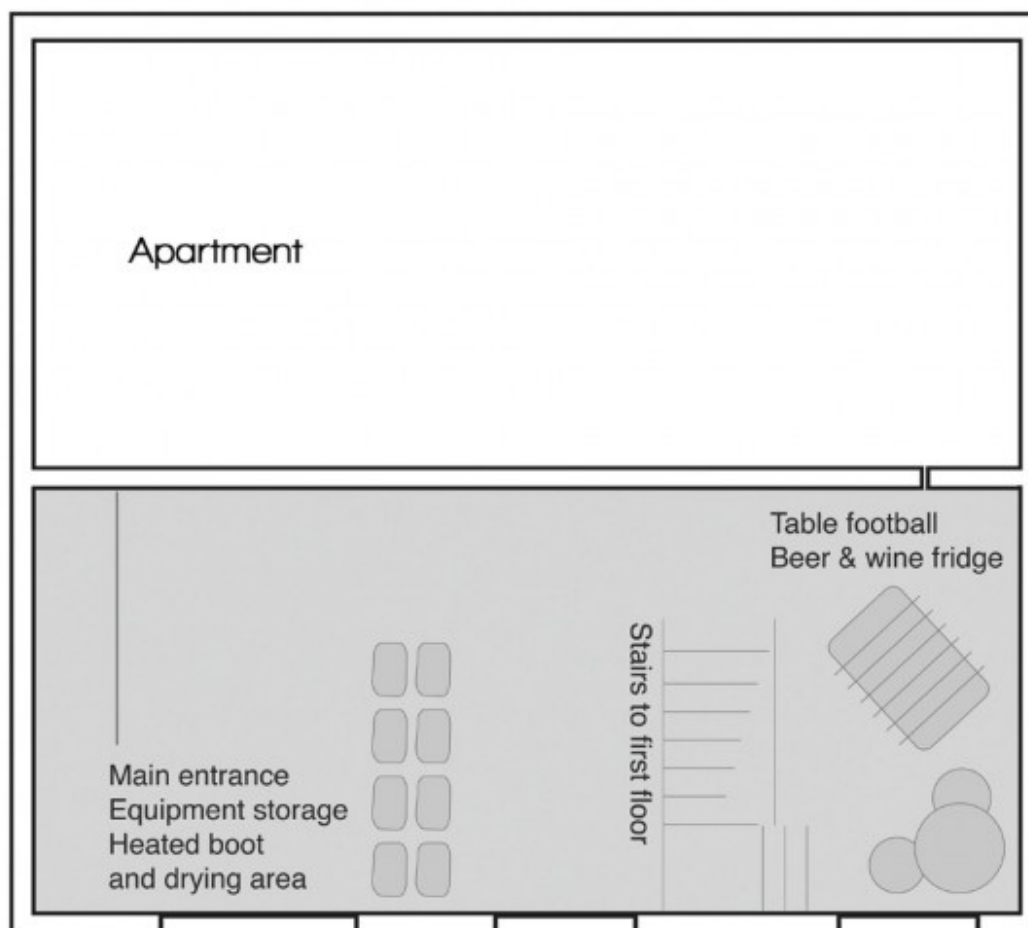 Apartment
Table football
Beer & wine fridge
Stairs to first floor
Main entrance
Equipment storage
Heated boot
and drying area